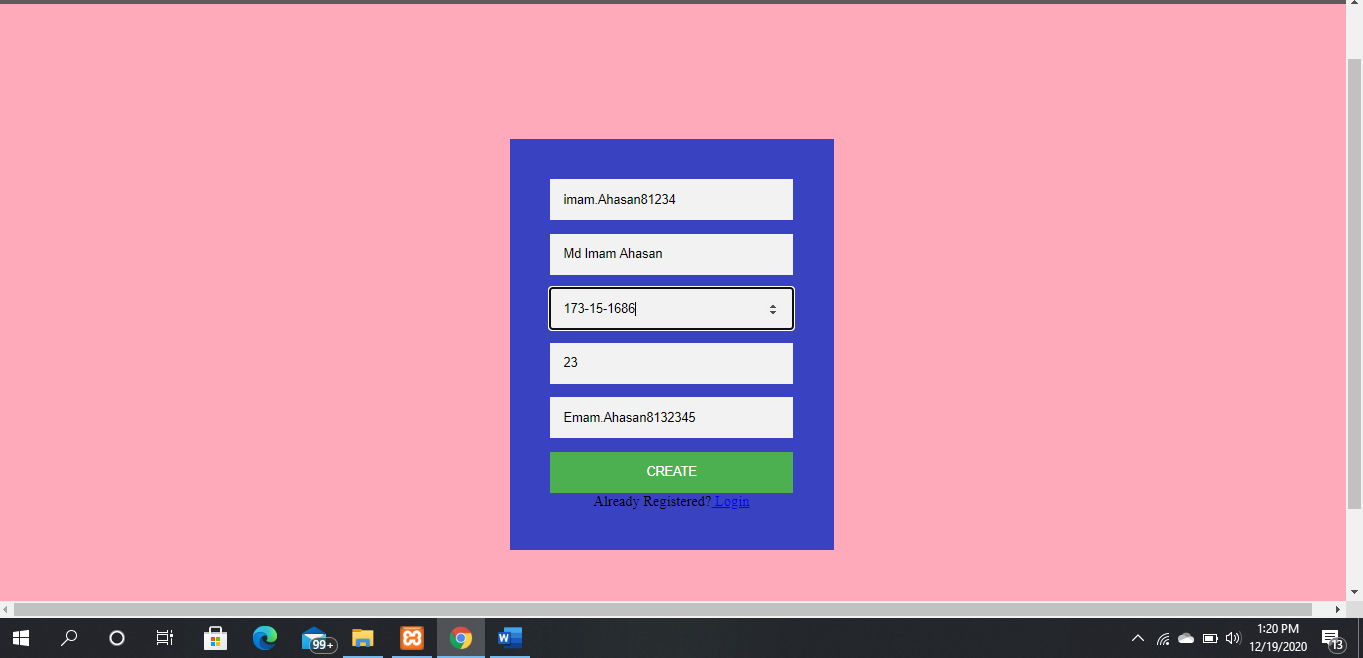 imam.Ahasan81234
Md Imam Ahasan
173-15-1686
23
Emam.Ahasan8132345
CREATE
Already Registered? Login
99+
W
1:20 PM
12/19/2020
13